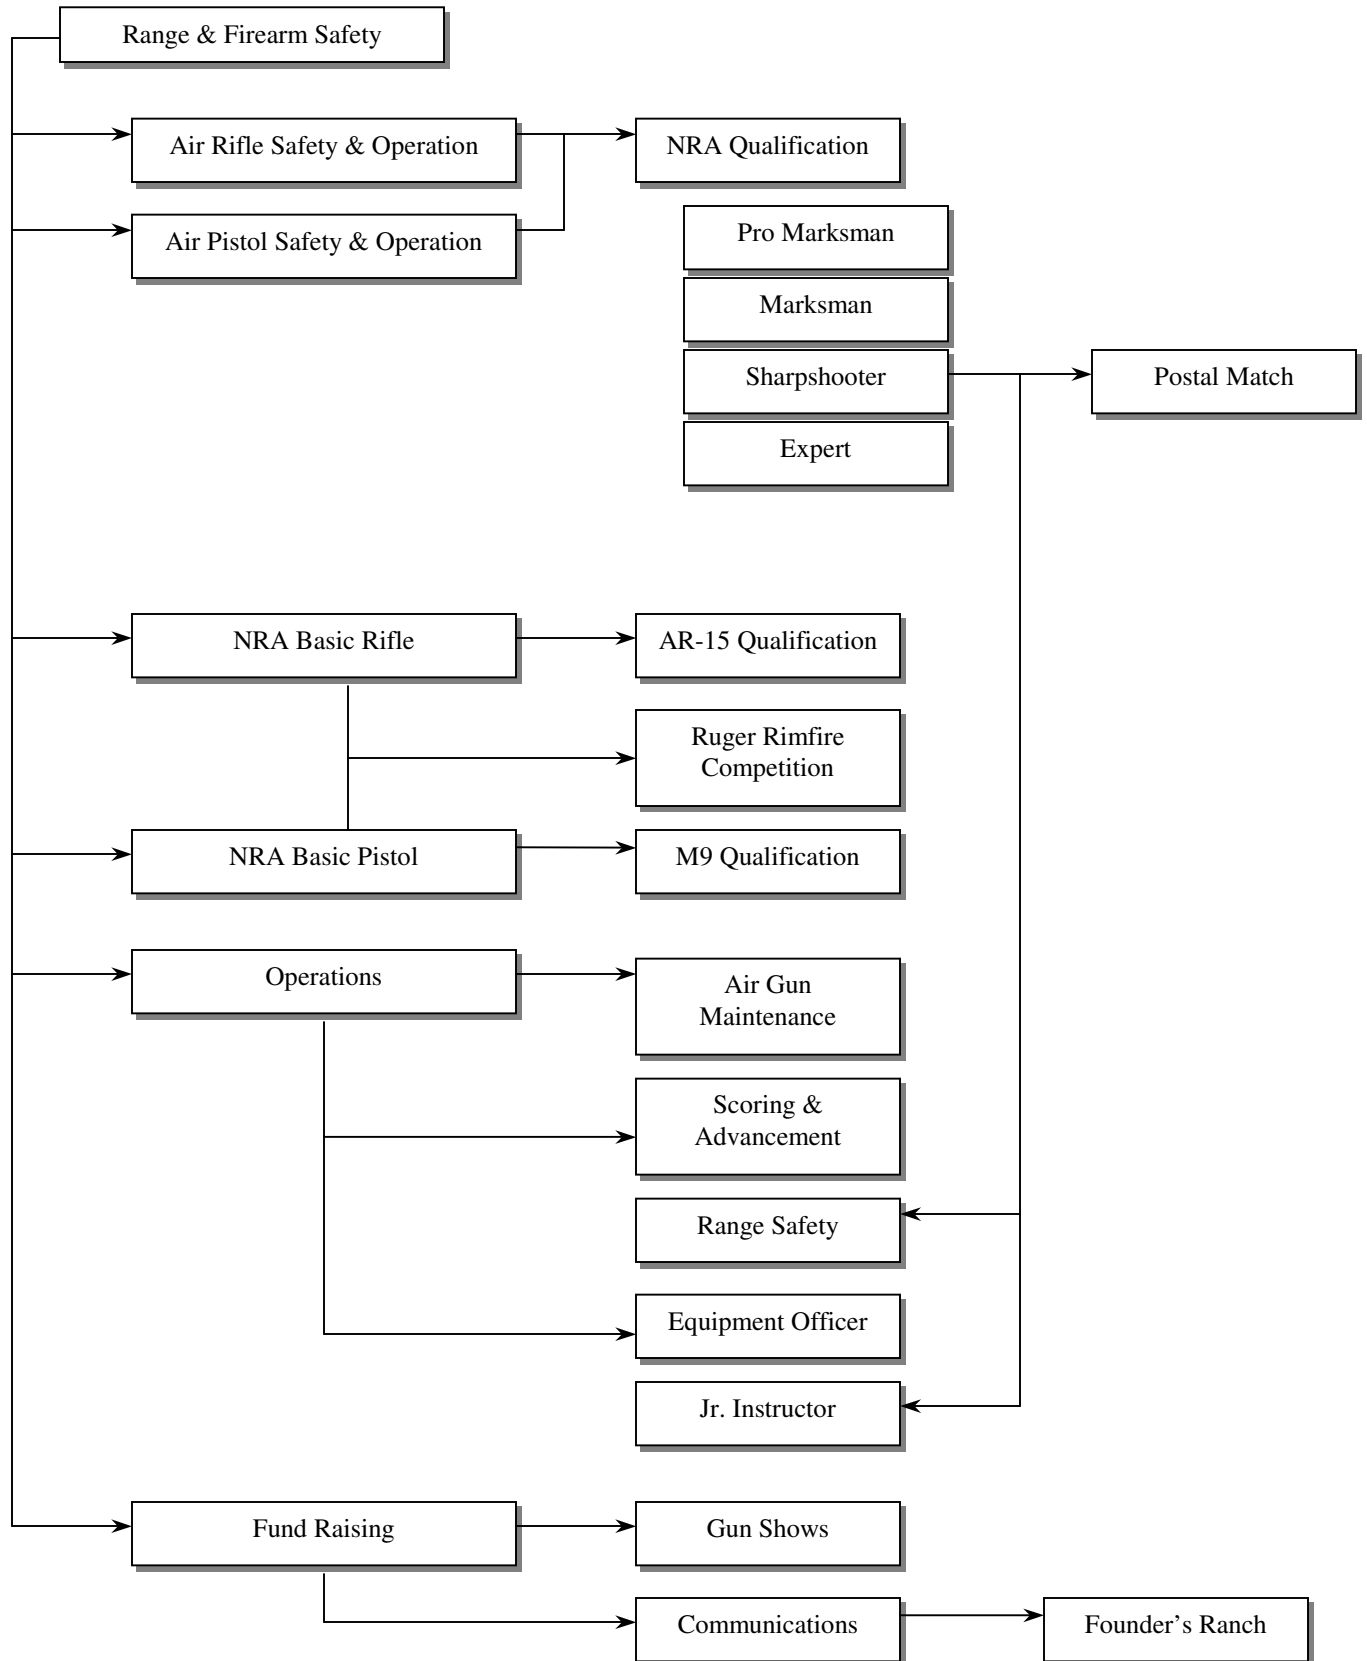 Range & Firearm Safety
Air Rifle Safety & Operation
NRA Qualification
Air Pistol Safety & Operation
Pro Marksman
Marksman
Sharpshooter
Postal Match
Expert
NRA Basic Rifle
AR-15 Qualification
Ruger Rimfire
Competition
NRA Basic Pistol
M9 Qualification
Operations
Air Gun
Maintenance
Scoring &
Advancement
Range Safety
Equipment Officer
Jr. Instructor
Fund Raising
Gun Shows
Communications
Founder's Ranch